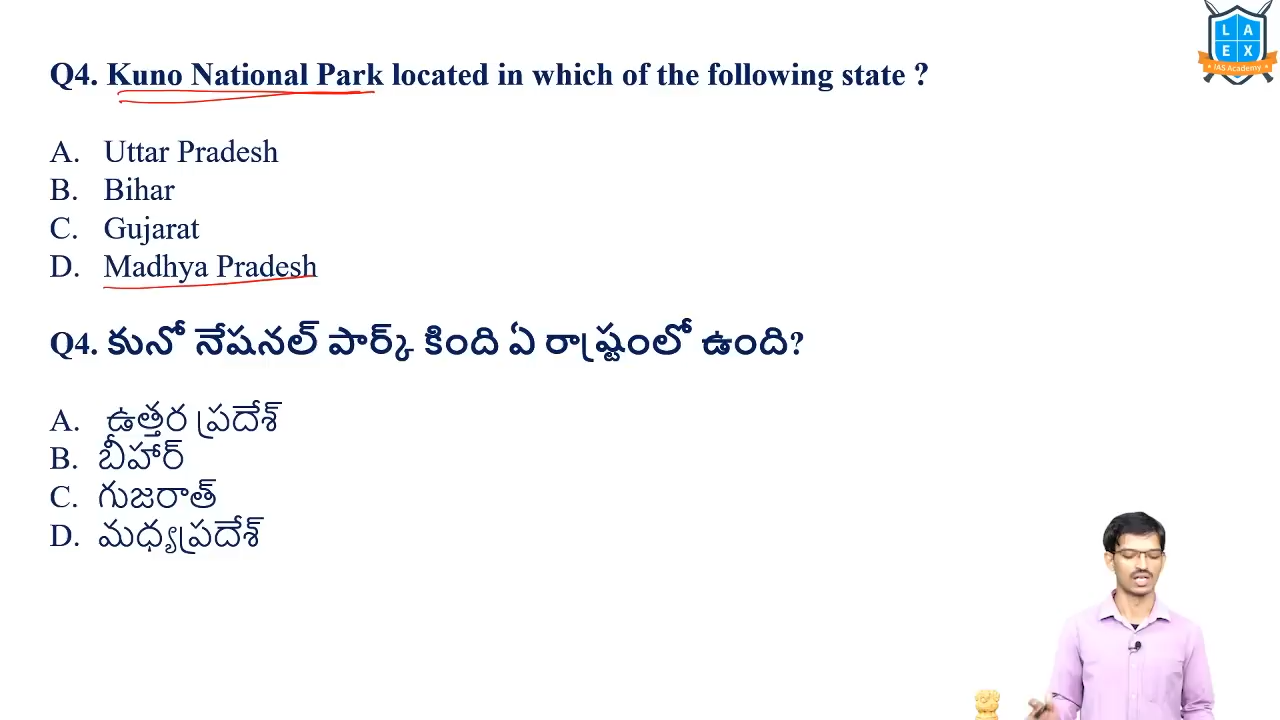 Q4. Kuno National Park located in which of the following state ?
A. Uttar Pradesh
B. Bihar
C. Gujarat
D. Madhya Pradesh
Q4. కునో నేషనల్ పార్క్ కింది ఏ రాష్ట్రంలో ఉంది?
A. ఉత్తర ప్రదేశ్
B. బీహార్
C. గుజరాత్
D. మధ్యప్రదేశ్
L A
E X
IAS Academy